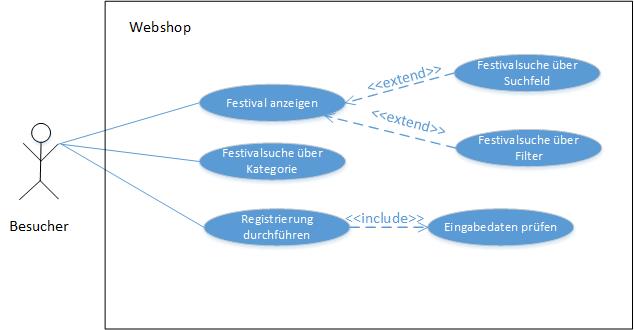 Webshop
Festivalsuche über
Suchfeld
<<extend>>
Festival anzeigen
<<extend>>
Festivalsuche über
Filter
Festivalsuche über
Kategorie
Besucher
Registrierung
durchführen
<<include>>
Eingabedaten prüfen